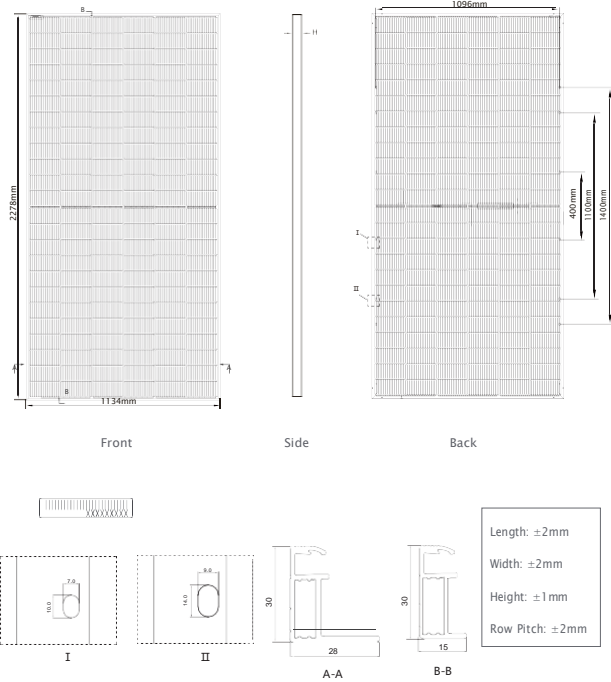 B
H
1096mm
2278mm
400mm
1100mm
1400mm
I
II
A
A
B
1134mm
Front
Side
Back
7.0
10.0
I
9.0
14.0
II
30
28
A-A
30
15
B-B
Length: ±2mm
Width: ±2mm
Height: ±1mm
Row Pitch: ±2mm